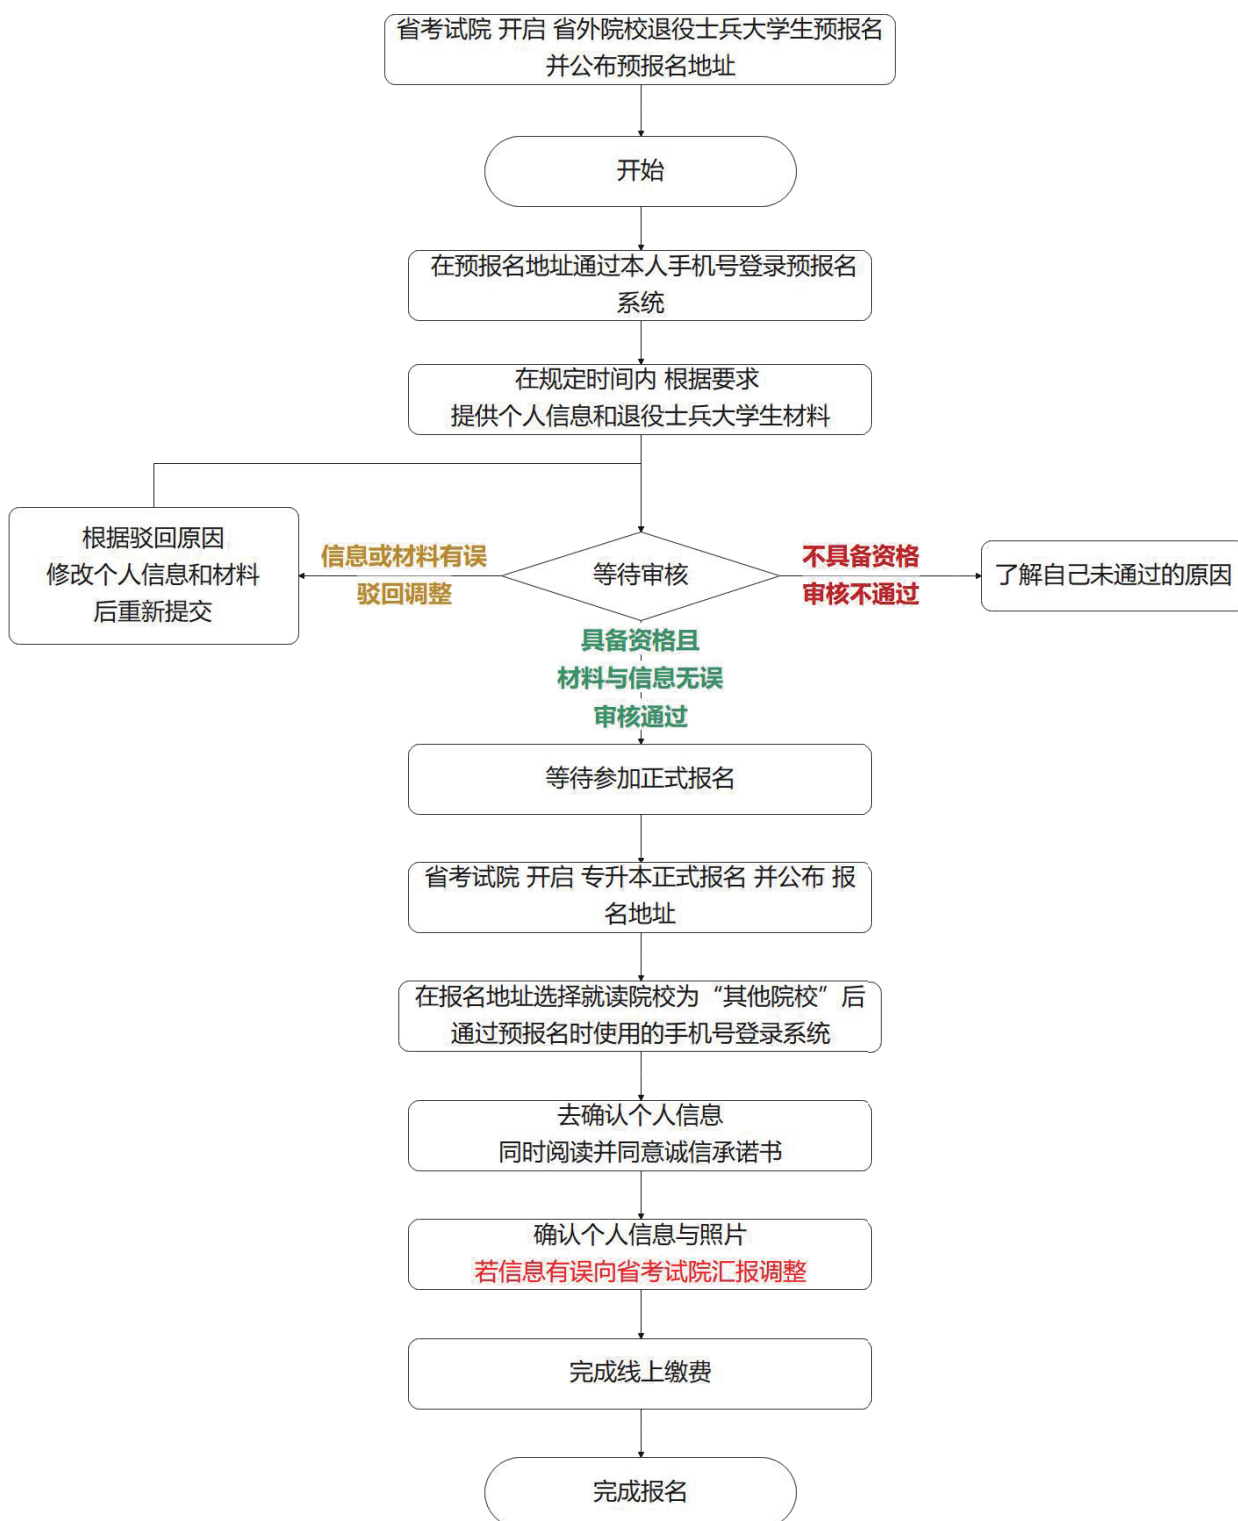 省考试院 开启 省外院校退役士兵大学生预报名
并公布预报名地址
开始
在预报名地址通过本人手机号登录预报名
系统
在规定时间内 根据要求
提供个人信息和退役士兵大学生材料
根据驳回原因
修改个人信息和材料
后重新提交
信息或材料有误
驳回调整
等待审核
不具备资格
审核不通过
了解自己未通过的原因
具备资格且
材料与信息无误
审核通过
等待参加正式报名
省考试院 开启 专升本正式报名 并公布 报
名地址
在报名地址选择就读院校为“其他院校”后
通过预报名时使用的手机号登录系统
去确认个人信息
同时阅读并同意诚信承诺书
确认个人信息与照片
若信息有误向省考试院汇报调整
完成线上缴费
完成报名